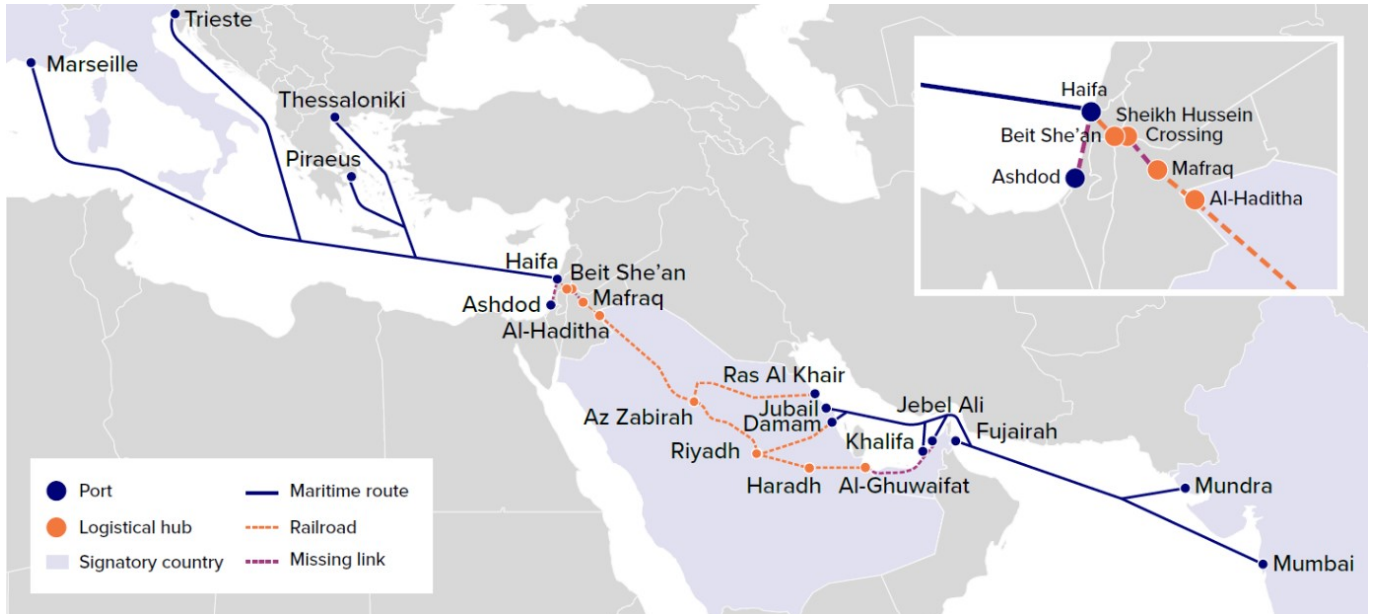 Trieste
Marseille
Thessaloniki
Piraeus
Haifa
Beit She’an
Ashdod
Mafraq
Al-Haditha
Ras Al Khair
Az Zabirah
Jubail
Damam
Jebel Ali
Khalifa
Fujairah
Riyadh
Haradh
Al-Ghuwaifat
Mundra
Mumbai
Haifa
Sheikh Hussein
Crossing
Beit She’an
Ashdod
Mafraq
Al-Haditha
Port
Maritime route
Logistical hub
Railroad
Signatory country
Missing link